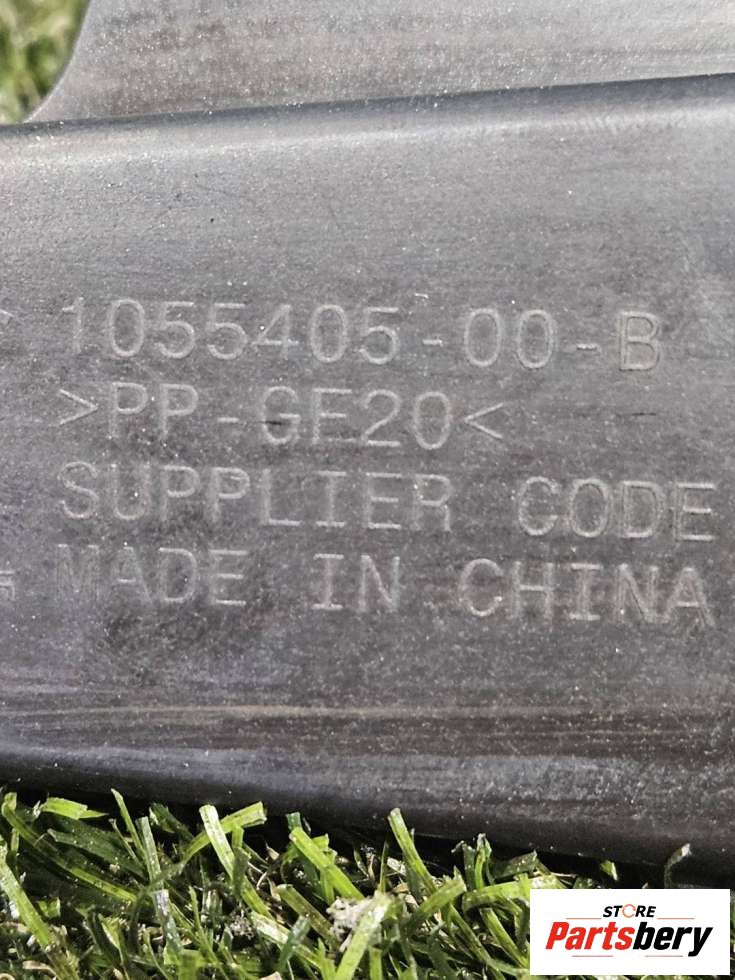 1055405-00-B
>PP-GF20<
SUPPLIER CODE
MADE IN CHINA
STORE
Partsbery